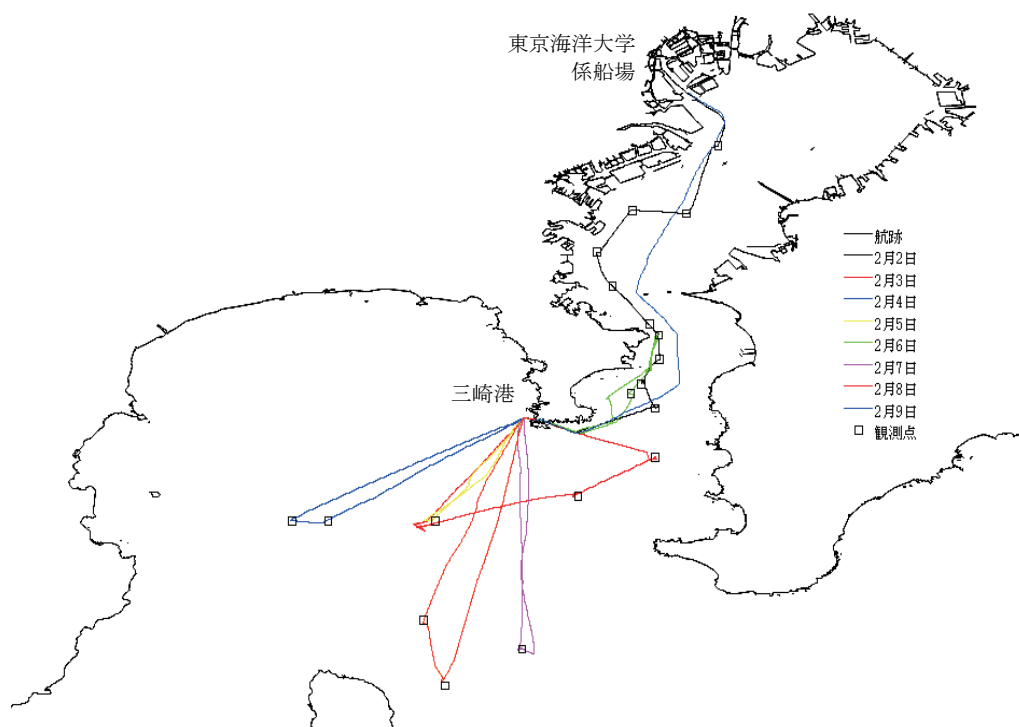 東京海洋大学
係船場
三崎港
航跡
2月2日
2月3日
2月4日
2月5日
2月6日
2月7日
2月8日
2月9日
観測点